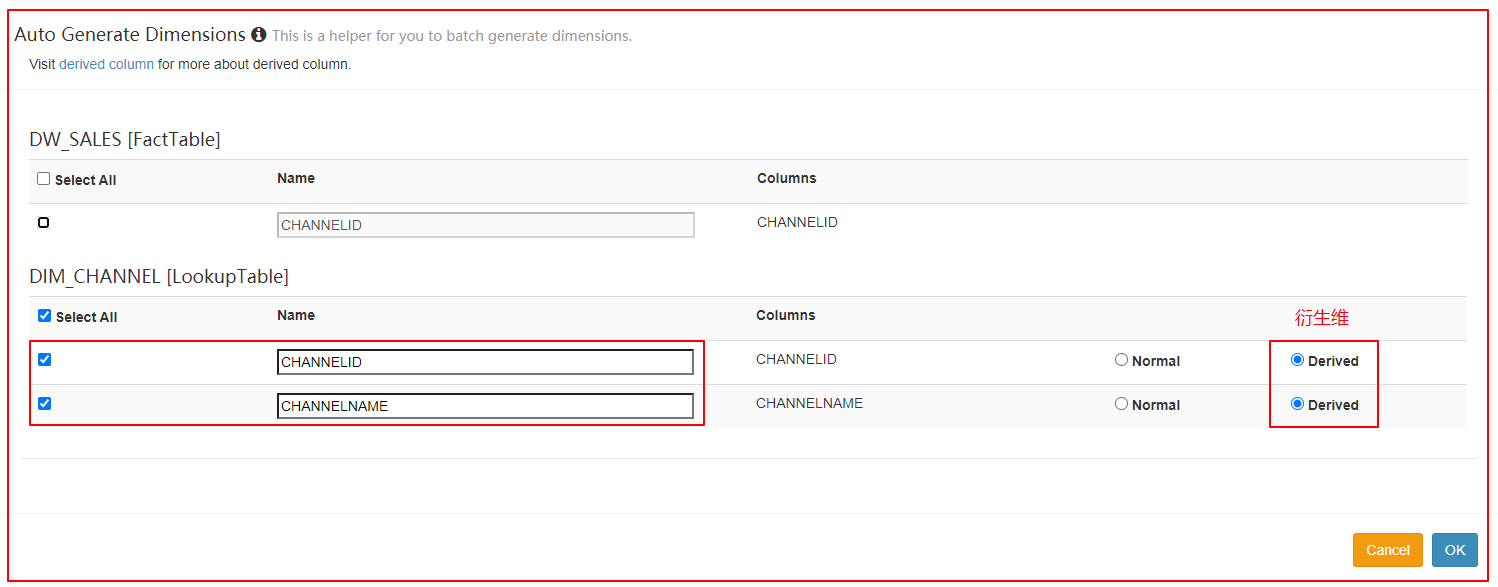 Auto Generate Dimensions This is a helper for you to batch generate dimensions.
Visit derived column for more about derived column.
DW_SALES [FactTable]
Select All Name Columns
CHANNELID CHANNELID
DIM_CHANNEL [LookupTable]
Select All Name Columns 衍生维
CHANNELID CHANNELID Normal Derived
CHANNELNAME CHANNELNAME Normal Derived
Cancel OK